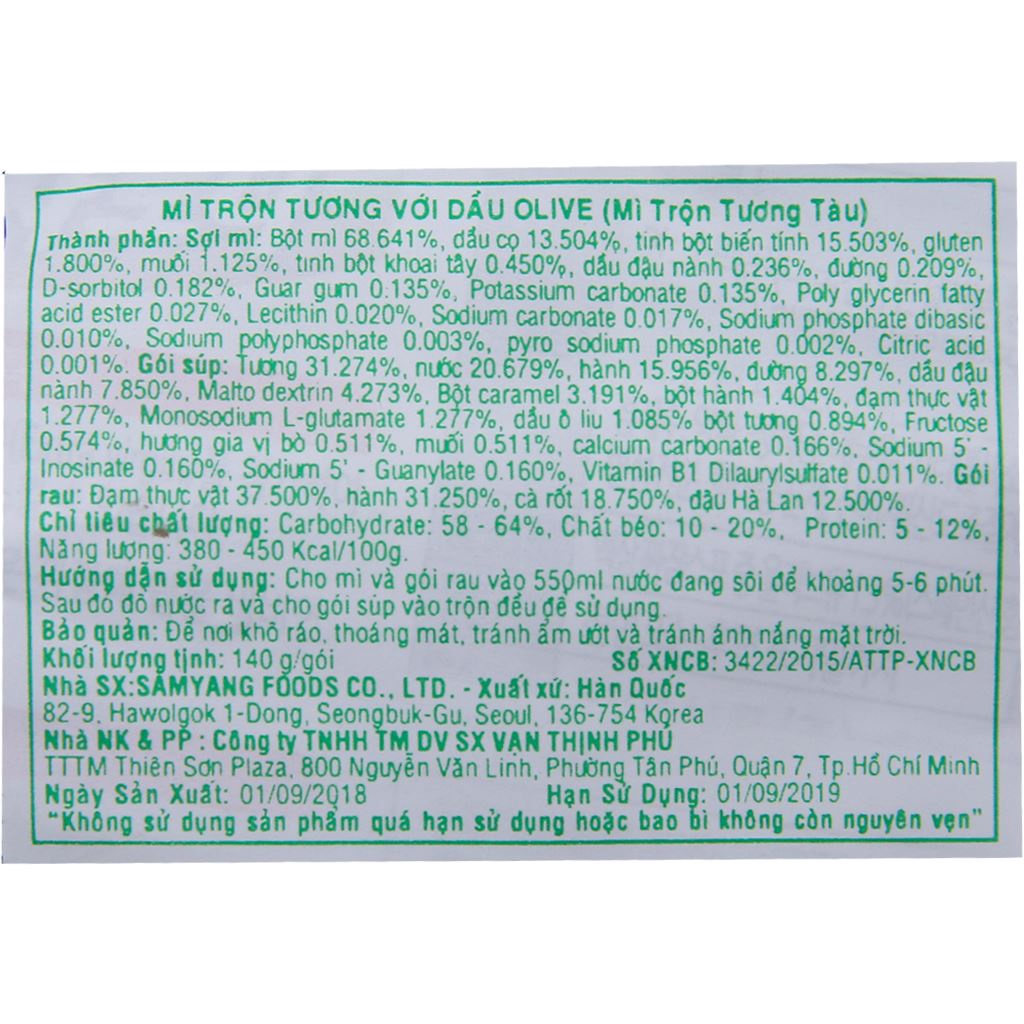 MÌ TRỘN TƯƠNG VỚI DẦU OLIVE (Mì Trộn Tương Tàu)
Thành phần: Sợi mì: Bột mì 68.641%, dầu cọ 13.504%, tinh bột biến tính 15.503%, gluten
1.800%, muối 1.125%, tinh bột khoai tây 0.450%, dầu đậu nành 0.236%, đường 0.209%,
D-sorbitol 0.182%, Guar gum 0.135%, Potassium carbonate 0.135%, Poly glycerin fatty
acid ester 0.027%, Lecithin 0.020%, Sodium carbonate 0.017%, Sodium phosphate dibasic
0.010%, Sodium polyphosphate 0.003%, pyro sodium phosphate 0.002%, Citric acid
0.001%. Gói súp: Tương 31.274%, nước 20.679%, hành 15.956%, đường 8.297%, dầu đậu
nành 7.850%, Malto dextrin 4.273%, Bột caramel 3.191%, bột hành 1.404%, đạm thực vật
1.277%, Monosodium L-glutamate 1.277%, dầu ô liu 1.085% bột tương 0.894%, Fructose
0.574%, hương gia vị bò 0.511%, muối 0.511%, calcium carbonate 0.166%, Sodium 5' -
Inosinate 0.160%, Sodium 5' - Guanylate 0.160%, Vitamin B1 Dilaurylsulfate 0.011%. Gói
rau: Đạm thực vật 37.500%, hành 31.250%, cà rốt 18.750%, đậu Hà Lan 12.500%.
Chỉ tiêu chất lượng: Carbohydrate: 58 - 64%, Chất béo: 10 - 20%, Protein: 5 - 12%,
Năng lượng: 380 - 450 Kcal/100g.
Hướng dẫn sử dụng: Cho mì và gói rau vào 550ml nước đang sôi để khoảng 5-6 phút.
Sau đó đổ nước ra và cho gói súp vào trộn đều để sử dụng.
Bảo quản: Để nơi khô ráo, thoáng mát, tránh ẩm ướt và tránh ánh nắng mặt trời.
Khối lượng tịnh: 140 g/gói Số XNCB: 3422/2015/ATTP-XNCB
Nhà SX:SAMYANG FOODS CO., LTD. - Xuất xứ: Hàn Quốc
82-9, Hawolgok 1-Dong, Seongbuk-Gu, Seoul, 136-754 Korea
Nhà NK & PP : Công ty TNHH TM DV SX VẠN THỊNH PHÚ
TTTM Thiên Sơn Plaza, 800 Nguyễn Văn Linh, Phường Tân Phú, Quận 7, Tp.Hồ Chí Minh
Ngày Sản Xuất: 01/09/2018 Hạn Sử Dụng: 01/09/2019
"Không sử dụng sản phẩm quá hạn sử dụng hoặc bao bì không còn nguyên vẹn"